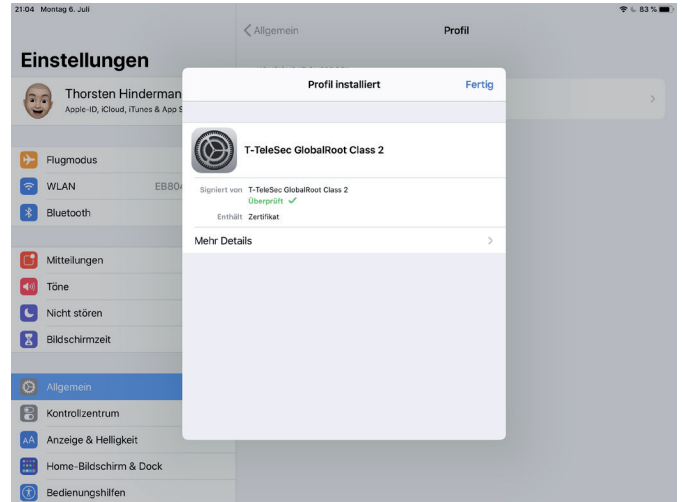 21:04 Montag 6. Juli
83 %
Allgemein
Profil
Einstellungen
Thorsten Hinderman
Apple-ID, iCloud, iTunes & App S
Flugmodus
WLAN EB804
Bluetooth
Mitteilungen
Töne
Nicht stören
Bildschirmzeit
Allgemein
Kontrollzentrum
Anzeige & Helligkeit
Home-Bildschirm & Dock
Bedienungshilfen
Profil installiert
Fertig
T-TeleSec GlobalRoot Class 2
Signiert von T-TeleSec GlobalRoot Class 2
Überprüft ✓
Enthält Zertifikat
Mehr Details